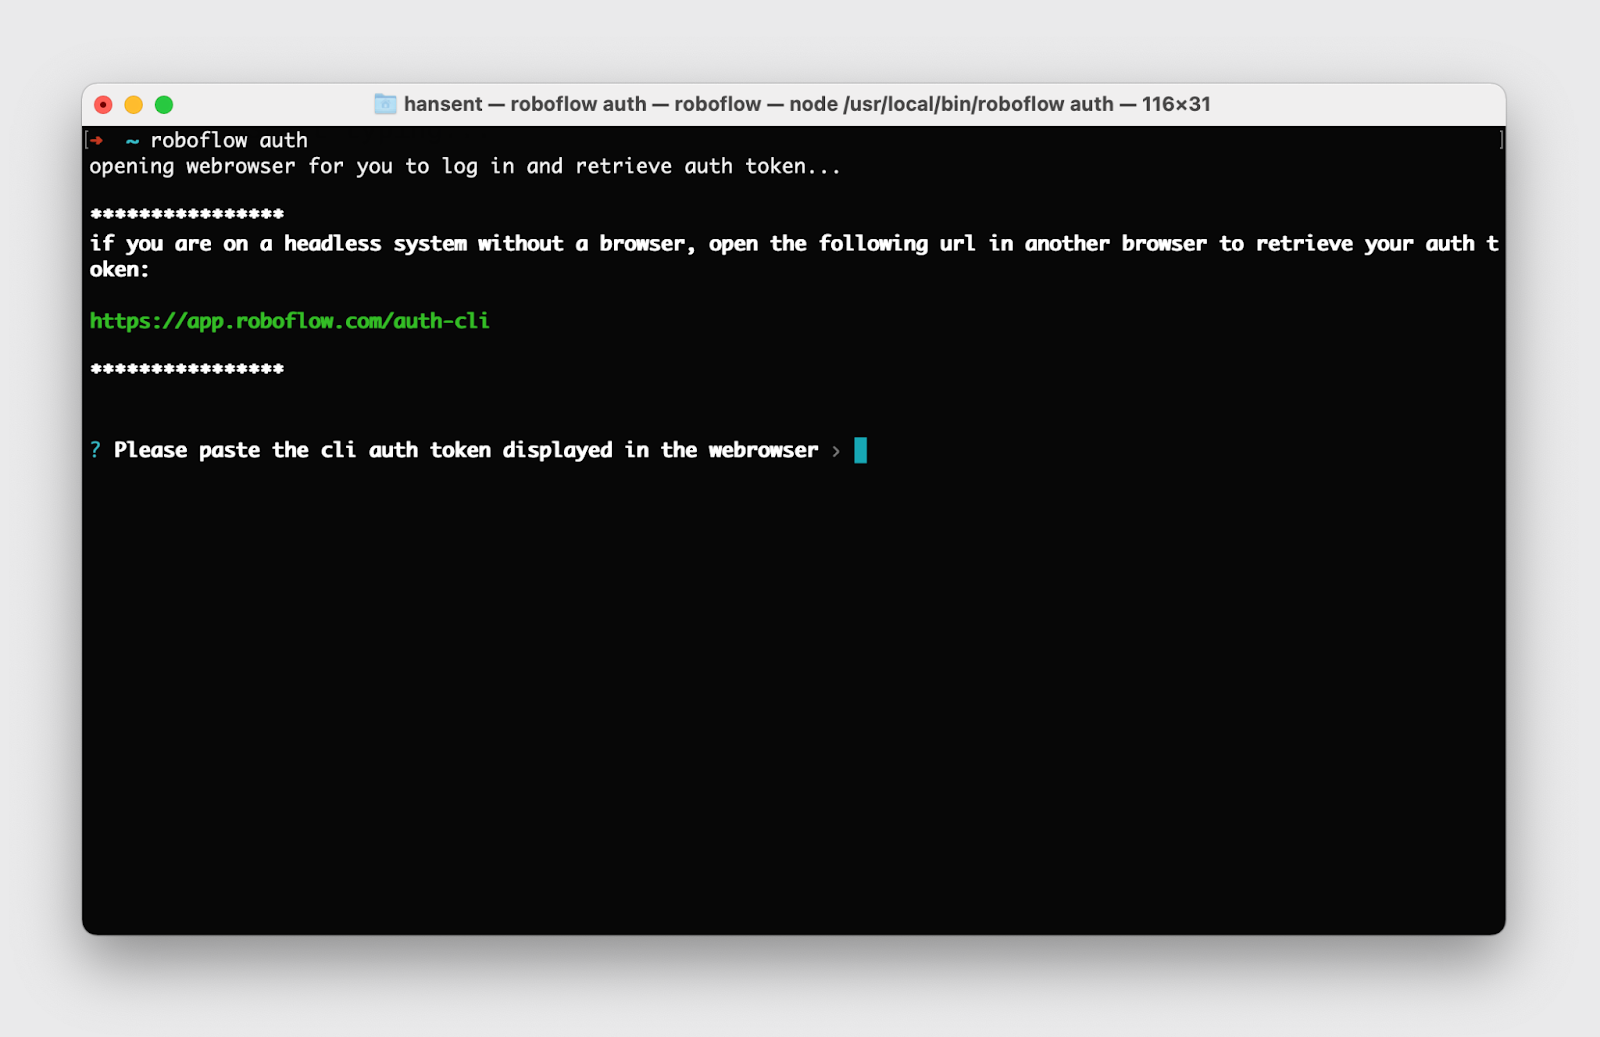 hansent — roboflow auth — roboflow — node /usr/local/bin/roboflow auth — 116×31
[➜  ~ roboflow auth ]
opening webrowser for you to log in and retrieve auth token...
****************
if you are on a headless system without a browser, open the following url in another browser to retrieve your auth t
oken:
https://app.roboflow.com/auth-cli
****************
? Please paste the cli auth token displayed in the webrowser ›